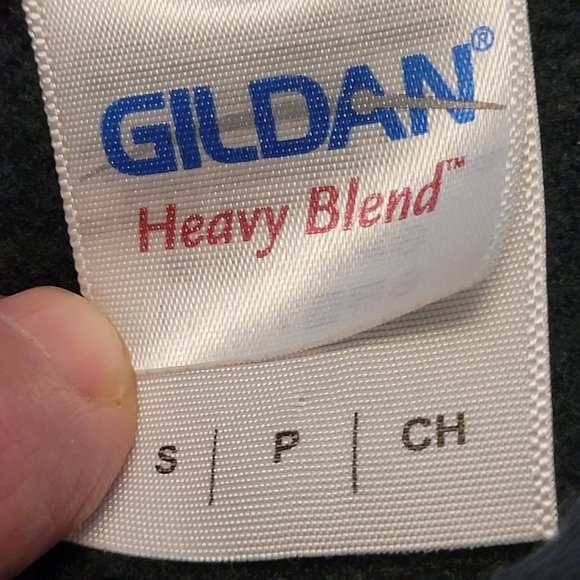 GILDAN®
Heavy Blend™
S | P | CH